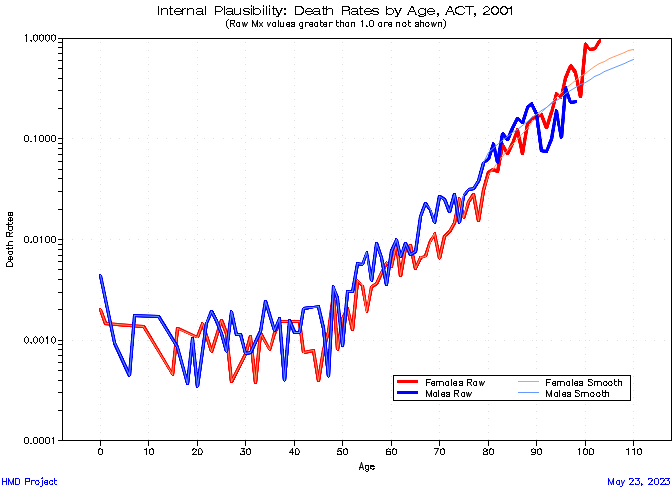 Internal Plausibility: Death Rates by Age, ACT, 2001
(Raw Mx values greater than 1.0 are not shown)
1.0000
0.1000
0.0100
0.0010
0.0001
Death Rates
0 10 20 30 40 50 60 70 80 90 100 110
Age
Females Raw Females Smooth
Males Raw Males Smooth
HMD Project May 23, 2023